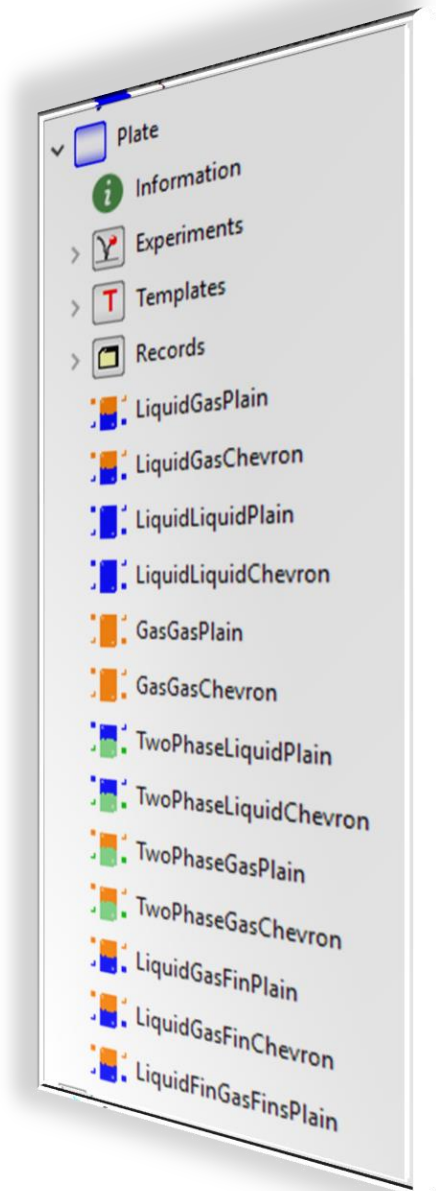 Plate
Information
Experiments
Templates
Records
LiquidGasPlain
LiquidGasChevron
LiquidLiquidPlain
LiquidLiquidChevron
GasGasPlain
GasGasChevron
TwoPhaseLiquidPlain
TwoPhaseLiquidChevron
TwoPhaseGasPlain
TwoPhaseGasChevron
LiquidGasFinPlain
LiquidGasFinChevron
LiquidFinGasFinsPlain